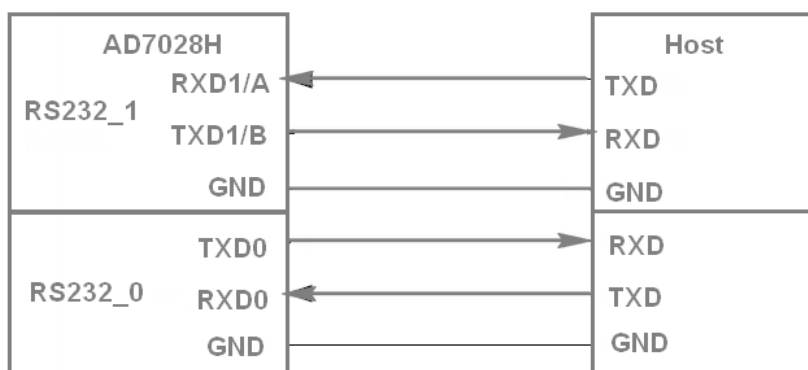 AD7028H
Host
RXD1/A
TXD
RS232_1
TXD1/B
RXD
GND
GND
TXD0
RXD
RS232_0
RXD0
TXD
GND
GND